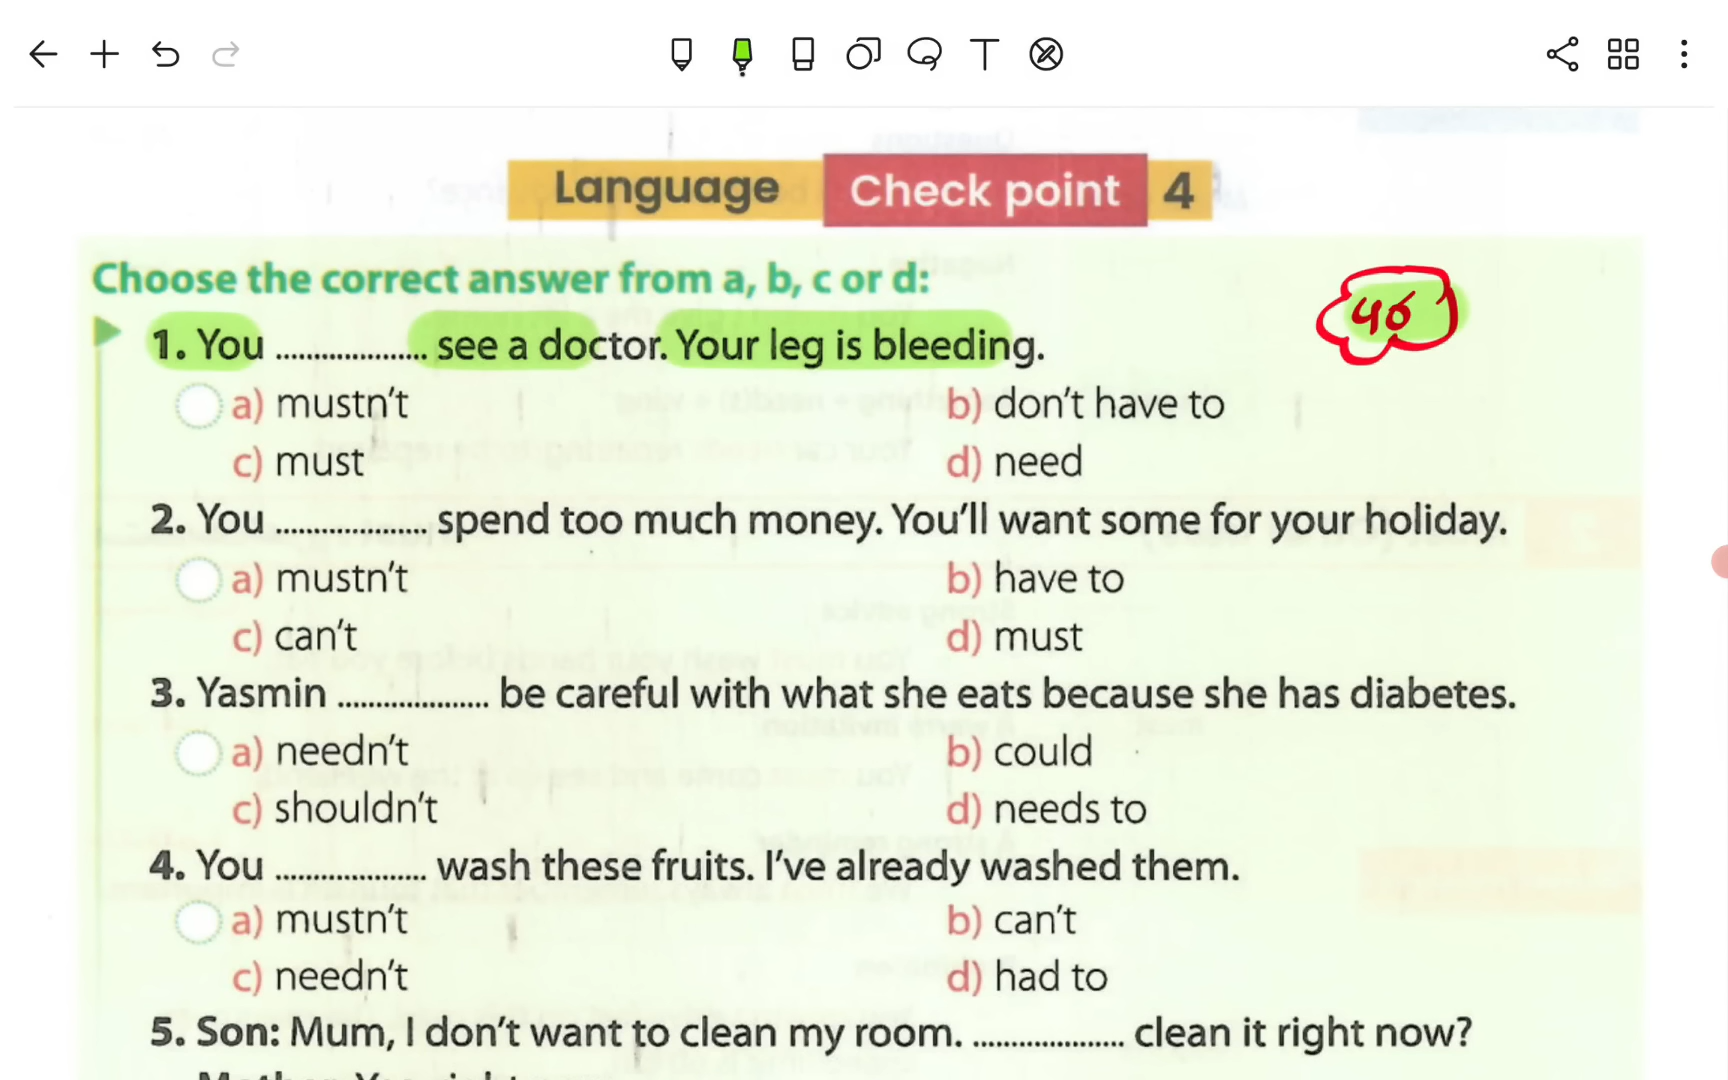 Language Check point 4
Choose the correct answer from a, b, c or d:
46
1. You ................... see a doctor. Your leg is bleeding.
a) mustn't b) don't have to
c) must d) need
2. You ................... spend too much money. You'll want some for your holiday.
a) mustn't b) have to
c) can't d) must
3. Yasmin ................... be careful with what she eats because she has diabetes.
a) needn't b) could
c) shouldn't d) needs to
4. You ................... wash these fruits. I've already washed them.
a) mustn't b) can't
c) needn't d) had to
5. Son: Mum, I don't want to clean my room. ................... clean it right now?